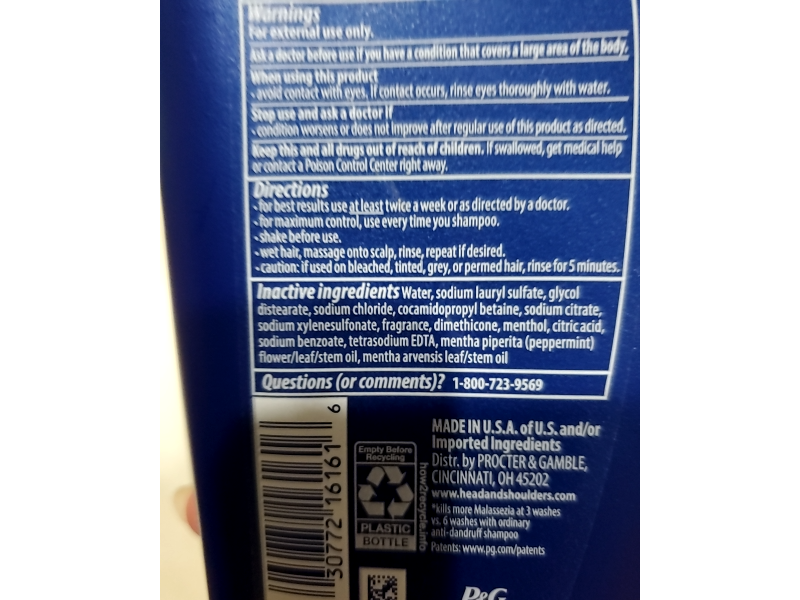 Warnings
For external use only.
Ask a doctor before use if you have a condition that covers a large area of the body.
When using this product
- avoid contact with eyes. If contact occurs, rinse eyes thoroughly with water.
Stop use and ask a doctor if
- condition worsens or does not improve after regular use of this product as directed.
Keep this and all drugs out of reach of children. If swallowed, get medical help
or contact a Poison Control Center right away.
Directions
- for best results use at least twice a week or as directed by a doctor.
- for maximum control, use every time you shampoo.
- shake before use.
- wet hair, massage onto scalp, rinse, repeat if desired.
- caution: if used on bleached, tinted, grey, or permed hair, rinse for 5 minutes.
Inactive ingredients Water, sodium lauryl sulfate, glycol
distearate, sodium chloride, cocamidopropyl betaine, sodium citrate,
sodium xylenesulfonate, fragrance, dimethicone, menthol, citric acid,
sodium benzoate, tetrasodium EDTA, mentha piperita (peppermint)
flower/leaf/stem oil, mentha arvensis leaf/stem oil
Questions (or comments)? 1-800-723-9569
30772 16161 6
Empty Before
Recycling
PLASTIC
BOTTLE
how2recycle.info
MADE IN U.S.A. of U.S. and/or
Imported Ingredients
Distr. by PROCTER & GAMBLE,
CINCINNATI, OH 45202
www.headandshoulders.com
*kills more Malassezia at 3 washes
vs. 6 washes with ordinary
anti-dandruff shampoo
Patents: www.pg.com/patents
P&G